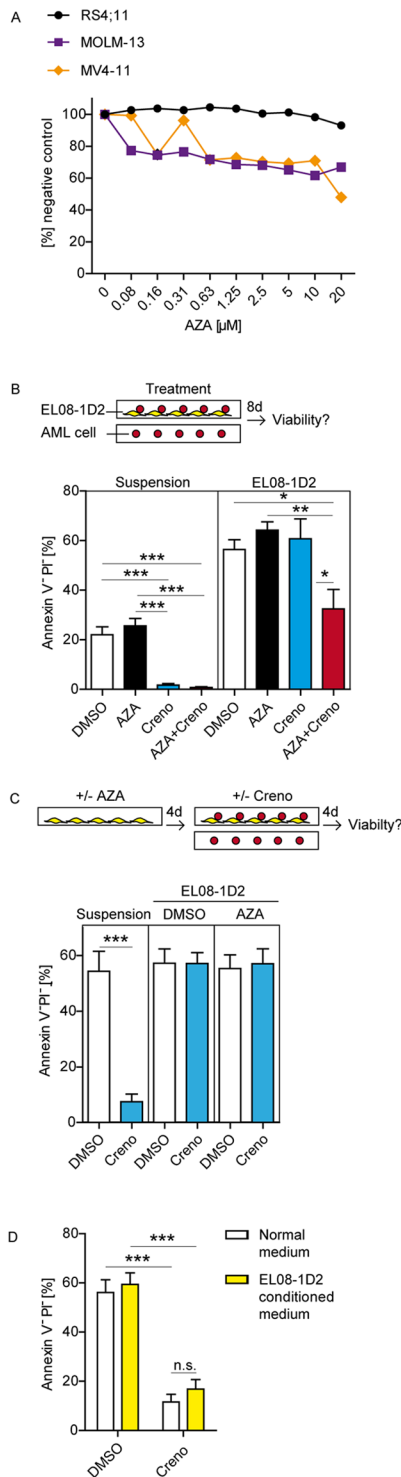 A
RS4;11
MOLM-13
MV4-11
[%] negative control
100
80
60
40
20
0
0
0.08
0.16
0.31
0.63
1.25
2.5
5
10
20
AZA [µM]
B
Treatment
EL08-1D2
AML cell
8d
Viability?
Suspension
EL08-1D2
Annexin V⁻PI⁻ [%]
80
60
40
20
0
***
***
***
***
*
**
*
DMSO
AZA
Creno
AZA+Creno
DMSO
AZA
Creno
AZA+Creno
C
+/- AZA
4d
+/- Creno
4d
Viabilty?
EL08-1D2
Suspension
DMSO
AZA
Annexin V⁻PI⁻ [%]
80
60
40
20
0
***
DMSO
Creno
DMSO
Creno
DMSO
Creno
D
Normal
medium
EL08-1D2
conditioned
medium
Annexin V⁻ PI⁻ [%]
80
60
40
20
0
***
***
n.s.
DMSO
Creno